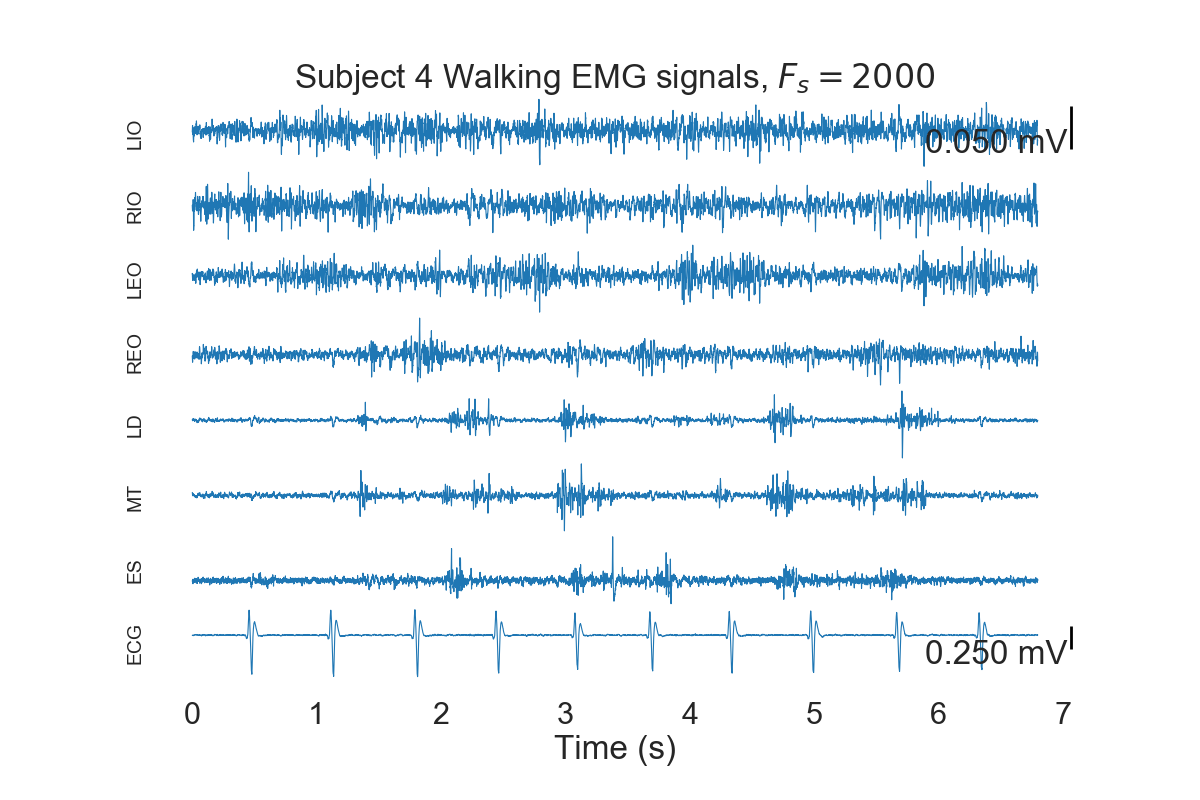 Subject 4 Walking EMG signals, Fₛ = 2000
LIO
0.050 mV
RIO
LEO
REO
LD
MT
ES
ECG
0.250 mV
0 1 2 3 4 5 6 7
Time (s)